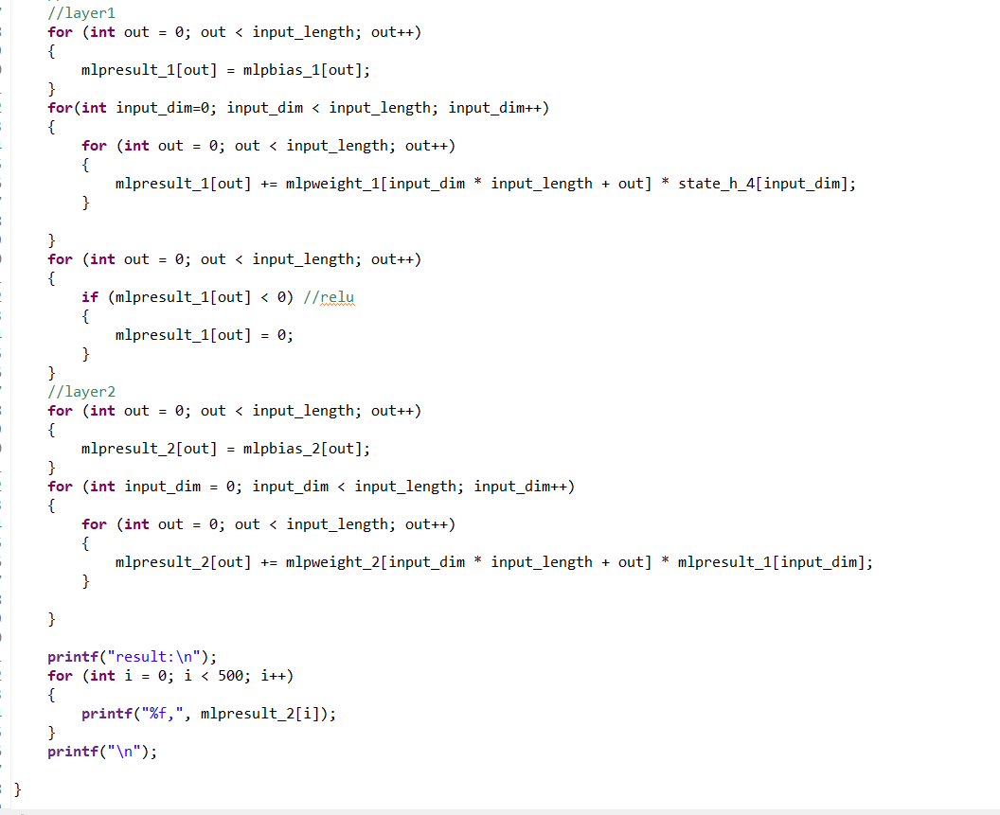 //layer1
for (int out = 0; out < input_length; out++)
{
mlpresult_1[out] = mlpbias_1[out];
}
for(int input_dim=0; input_dim < input_length; input_dim++)
{
for (int out = 0; out < input_length; out++)
{
mlpresult_1[out] += mlpweight_1[input_dim * input_length + out] * state_h_4[input_dim];
}
}
for (int out = 0; out < input_length; out++)
{
if (mlpresult_1[out] < 0) //relu
{
mlpresult_1[out] = 0;
}
}
//layer2
for (int out = 0; out < input_length; out++)
{
mlpresult_2[out] = mlpbias_2[out];
}
for (int input_dim = 0; input_dim < input_length; input_dim++)
{
for (int out = 0; out < input_length; out++)
{
mlpresult_2[out] += mlpweight_2[input_dim * input_length + out] * mlpresult_1[input_dim];
}
}
printf("result:\n");
for (int i = 0; i < 500; i++)
{
printf("%f,", mlpresult_2[i]);
}
printf("\n");
}